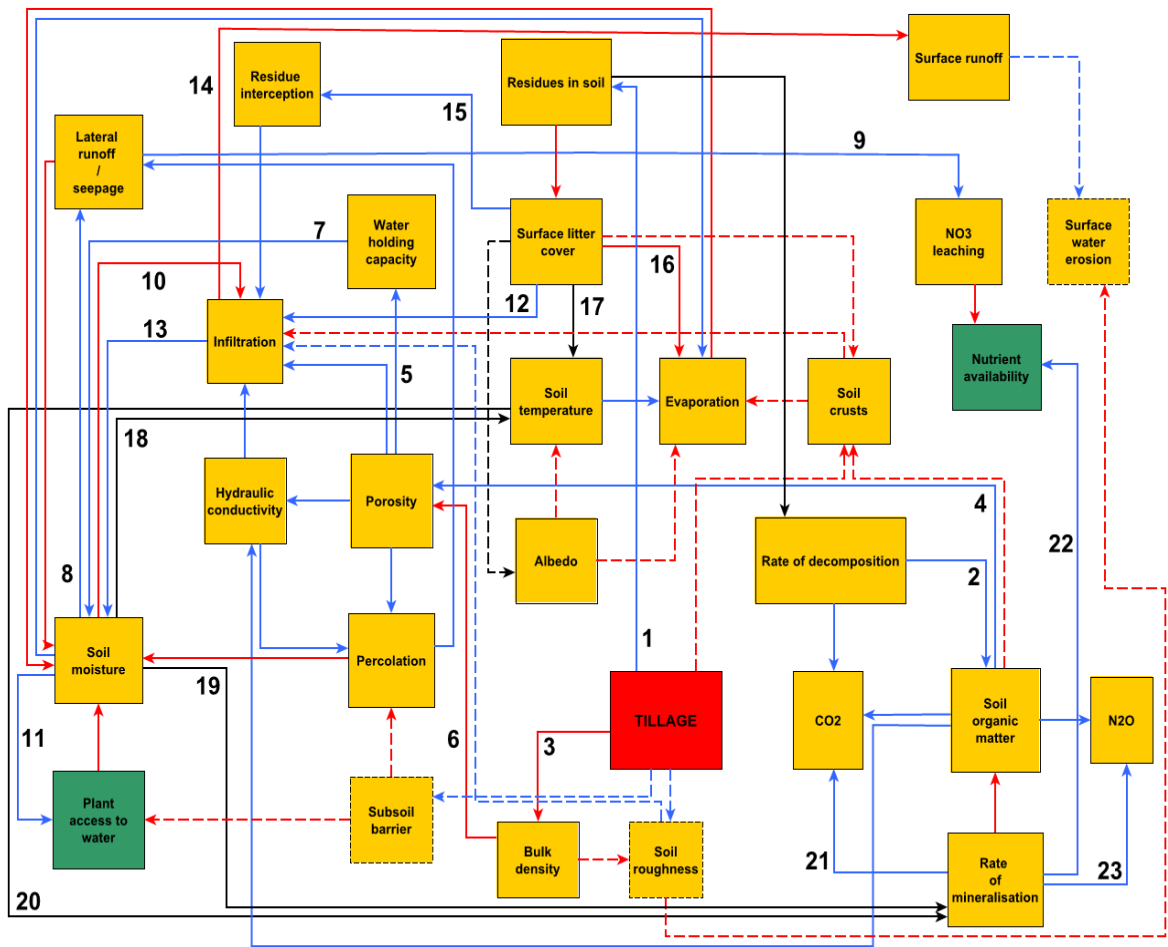 Surface runoff
14
Residue
interception
Residues in soil
15
Lateral
runoff
/
seepage
9
7
Water
holding
capacity
Surface litter
cover
NO3
leaching
Surface
water
erosion
10
16
12
17
13
Infiltration
5
Nutrient
availability
Soil
temperature
Evaporation
Soil
crusts
18
Hydraulic
conductivity
Porosity
4
22
Albedo
Rate of decomposition
2
8
1
Soil
moisture
Percolation
19
TILLAGE
CO2
Soil
organic
matter
N2O
11
6
3
Plant
access to
water
Subsoil
barrier
Bulk
density
Soil
roughness
21
Rate
of
mineralisation
23
20